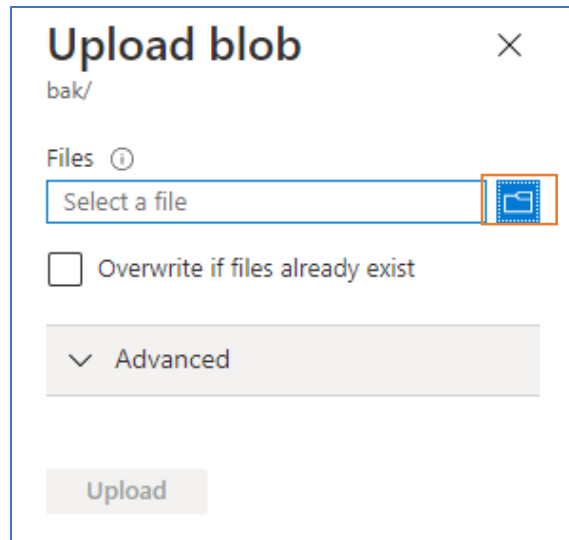 Upload blob
bak/
Files
Select a file
Overwrite if files already exist
Advanced
Upload